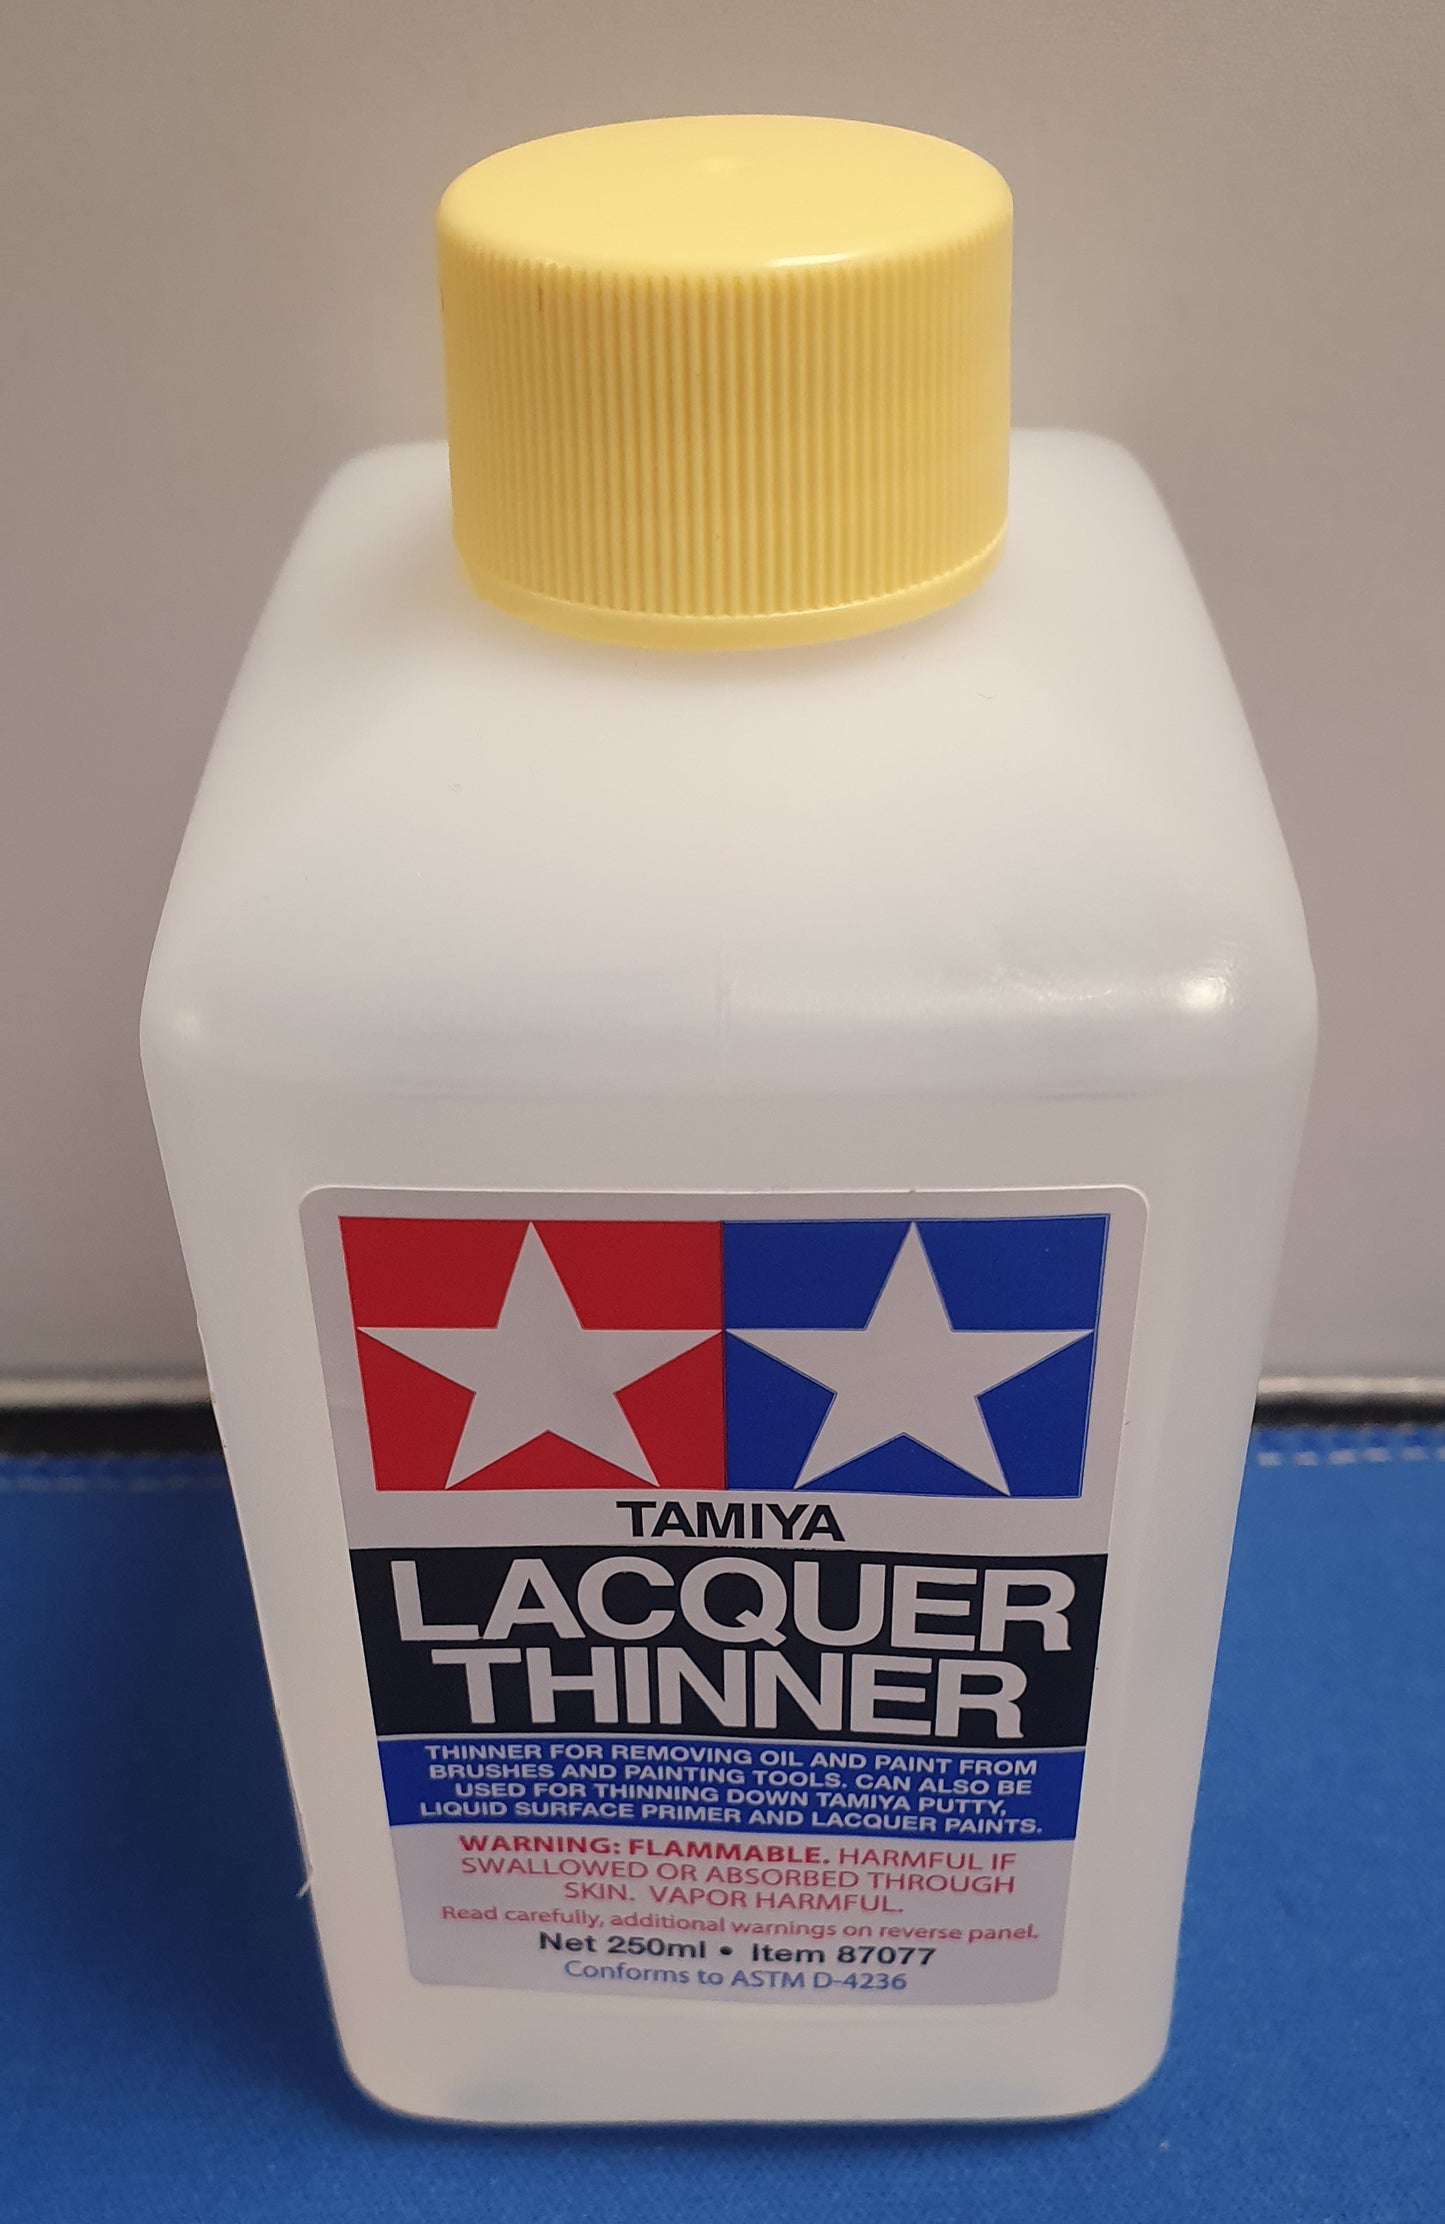 TAMIYA
LACQUER
THINNER
THINNER FOR REMOVING OIL AND PAINT FROM
BRUSHES AND PAINTING TOOLS. CAN ALSO BE
USED FOR THINNING DOWN TAMIYA PUTTY,
LIQUID SURFACE PRIMER AND LACQUER PAINTS.
WARNING: FLAMMABLE. HARMFUL IF
SWALLOWED OR ABSORBED THROUGH
SKIN. VAPOR HARMFUL.
Read carefully, additional warnings on reverse panel.
Net 250ml • Item 87077
Conforms to ASTM D-4236